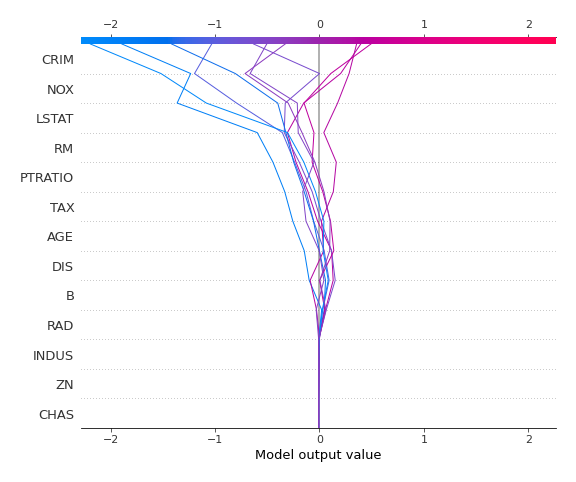 −2 −1 0 1 2
CRIM
NOX
LSTAT
RM
PTRATIO
TAX
AGE
DIS
B
RAD
INDUS
ZN
CHAS
−2 −1 0 1 2
Model output value